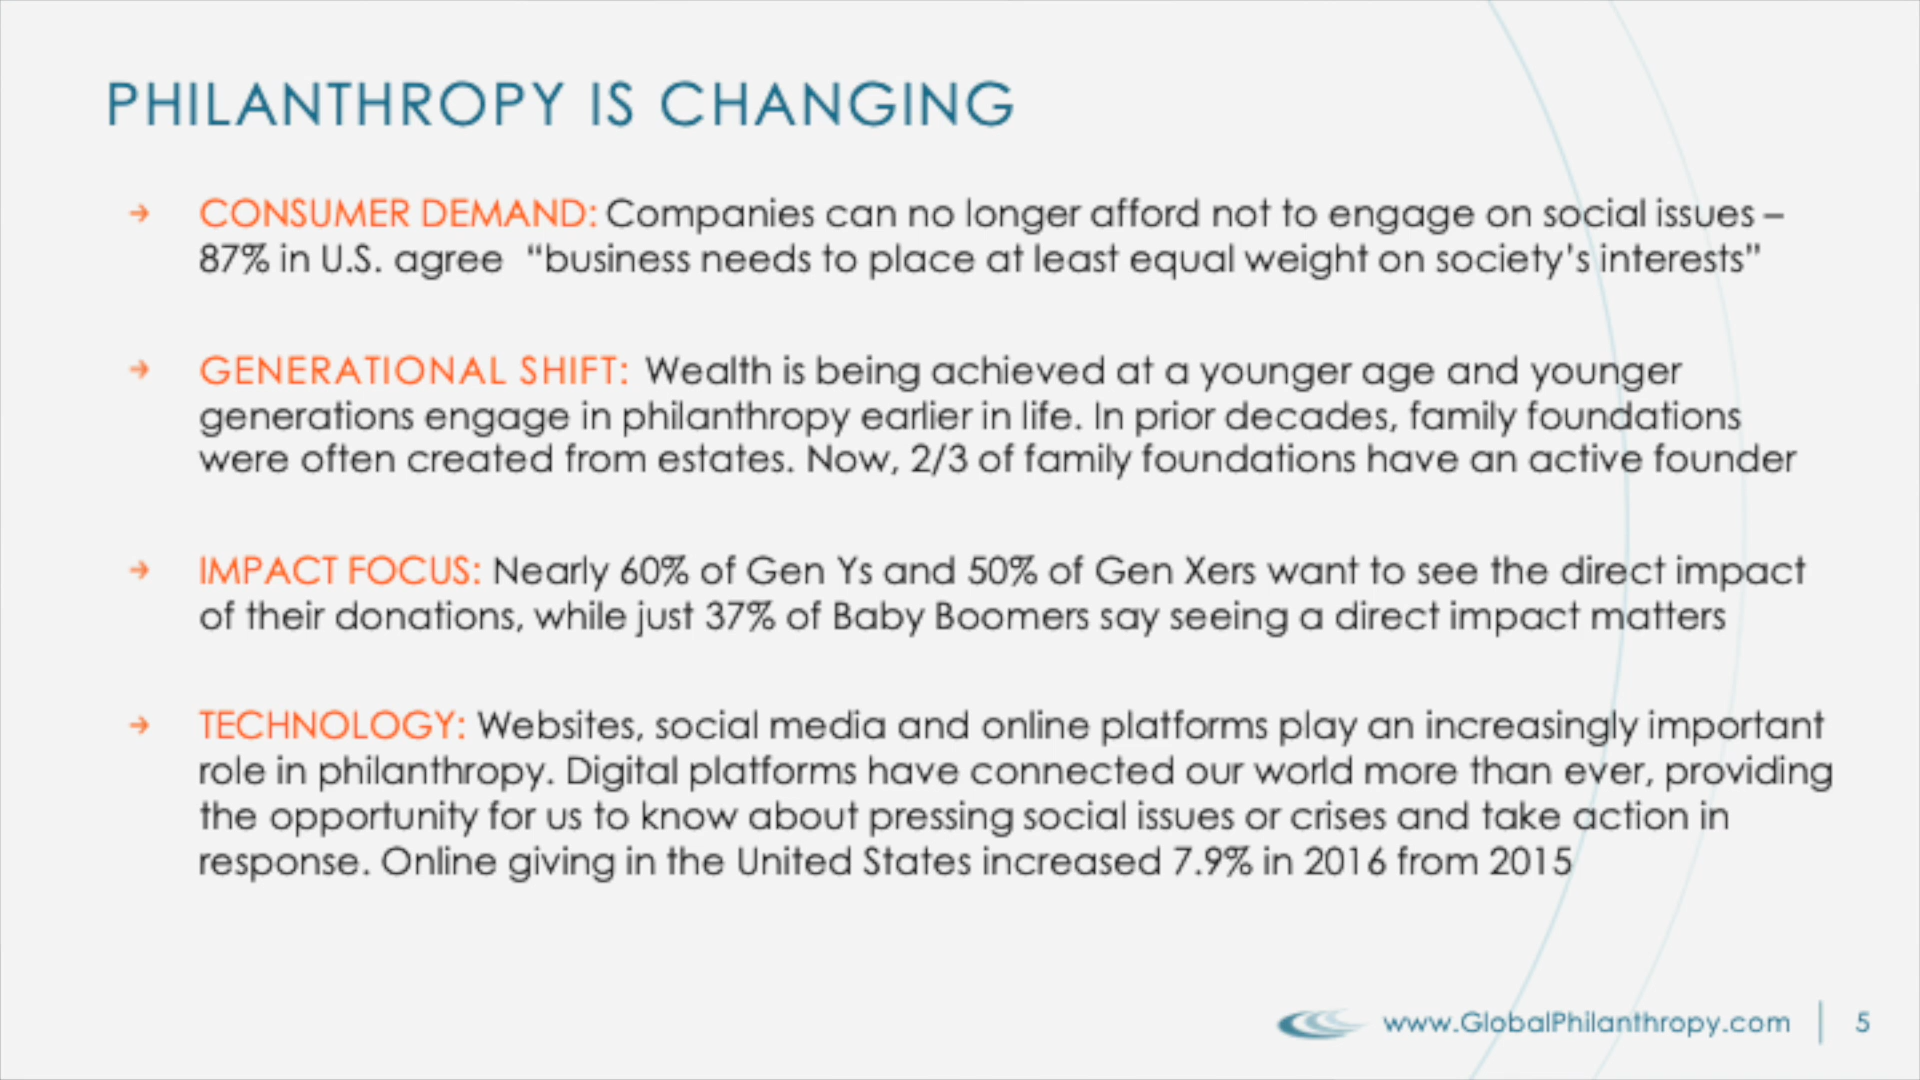 PHILANTHROPY IS CHANGING
→ CONSUMER DEMAND: Companies can no longer afford not to engage on social issues –
87% in U.S. agree “business needs to place at least equal weight on society’s interests”
→ GENERATIONAL SHIFT: Wealth is being achieved at a younger age and younger
generations engage in philanthropy earlier in life. In prior decades, family foundations
were often created from estates. Now, 2/3 of family foundations have an active founder
→ IMPACT FOCUS: Nearly 60% of Gen Ys and 50% of Gen Xers want to see the direct impact
of their donations, while just 37% of Baby Boomers say seeing a direct impact matters
→ TECHNOLOGY: Websites, social media and online platforms play an increasingly important
role in philanthropy. Digital platforms have connected our world more than ever, providing
the opportunity for us to know about pressing social issues or crises and take action in
response. Online giving in the United States increased 7.9% in 2016 from 2015
www.GlobalPhilanthropy.com | 5